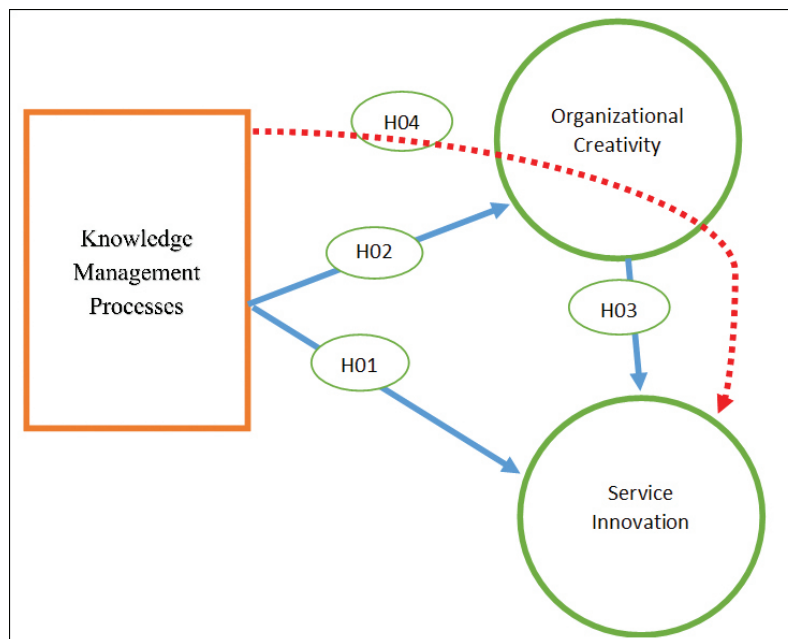 Organizational
Creativity
H04
Knowledge
Management
Processes
H02
H03
H01
Service
Innovation